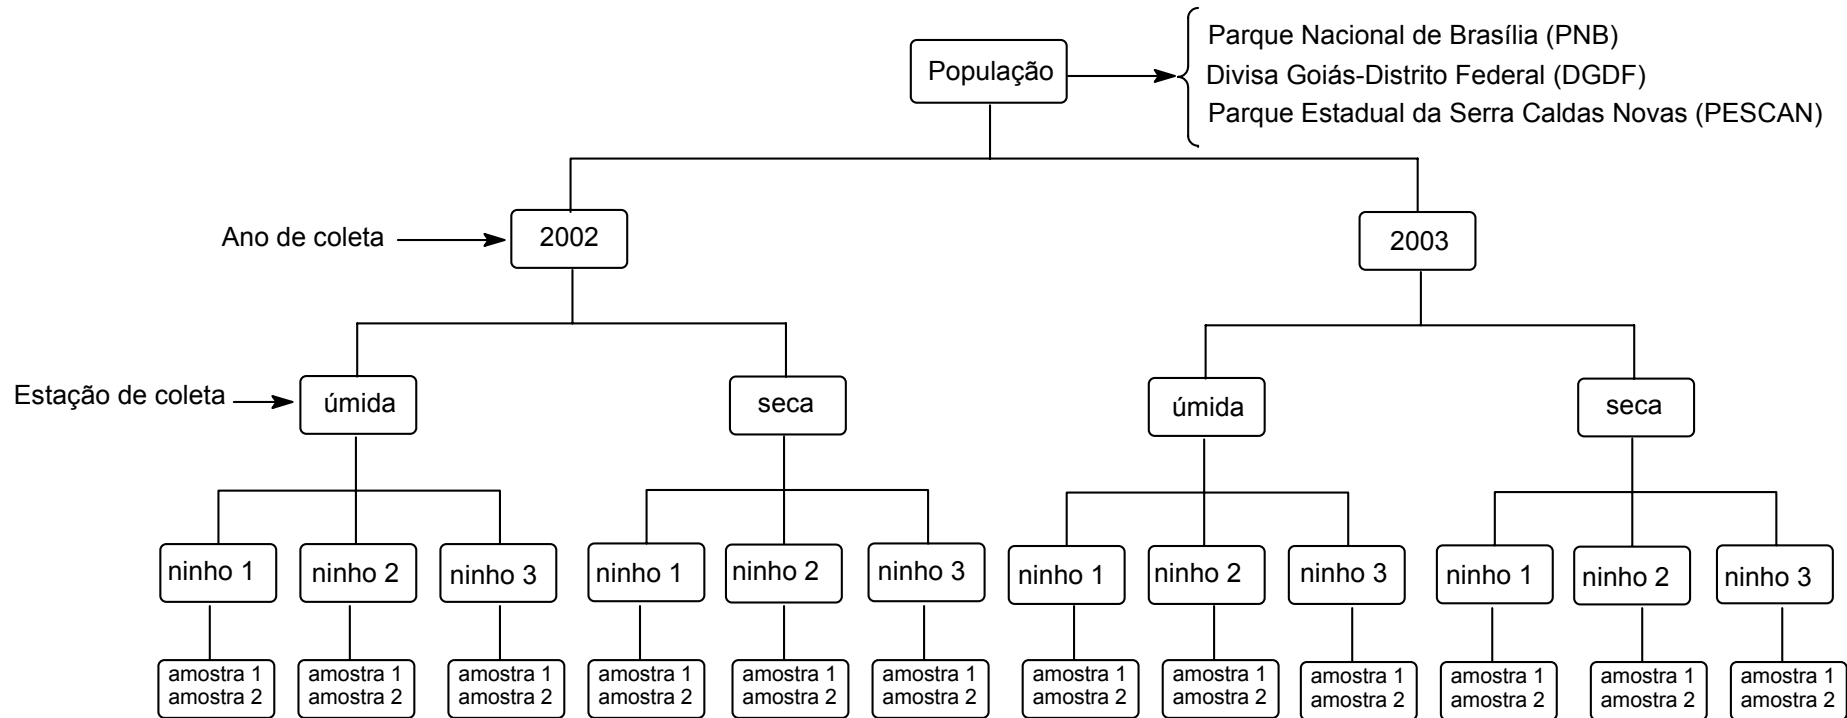 População
Parque Nacional de Brasília (PNB)
Divisa Goiás-Distrito Federal (DGDF)
Parque Estadual da Serra Caldas Novas (PESCAN)
Ano de coleta
2002
2003
Estação de coleta
úmida
seca
úmida
seca
ninho 1
ninho 2
ninho 3
ninho 1
ninho 2
ninho 3
ninho 1
ninho 2
ninho 3
ninho 1
ninho 2
ninho 3
amostra 1
amostra 2
amostra 1
amostra 2
amostra 1
amostra 2
amostra 1
amostra 2
amostra 1
amostra 2
amostra 1
amostra 2
amostra 1
amostra 2
amostra 1
amostra 2
amostra 1
amostra 2
amostra 1
amostra 2
amostra 1
amostra 2
amostra 1
amostra 2